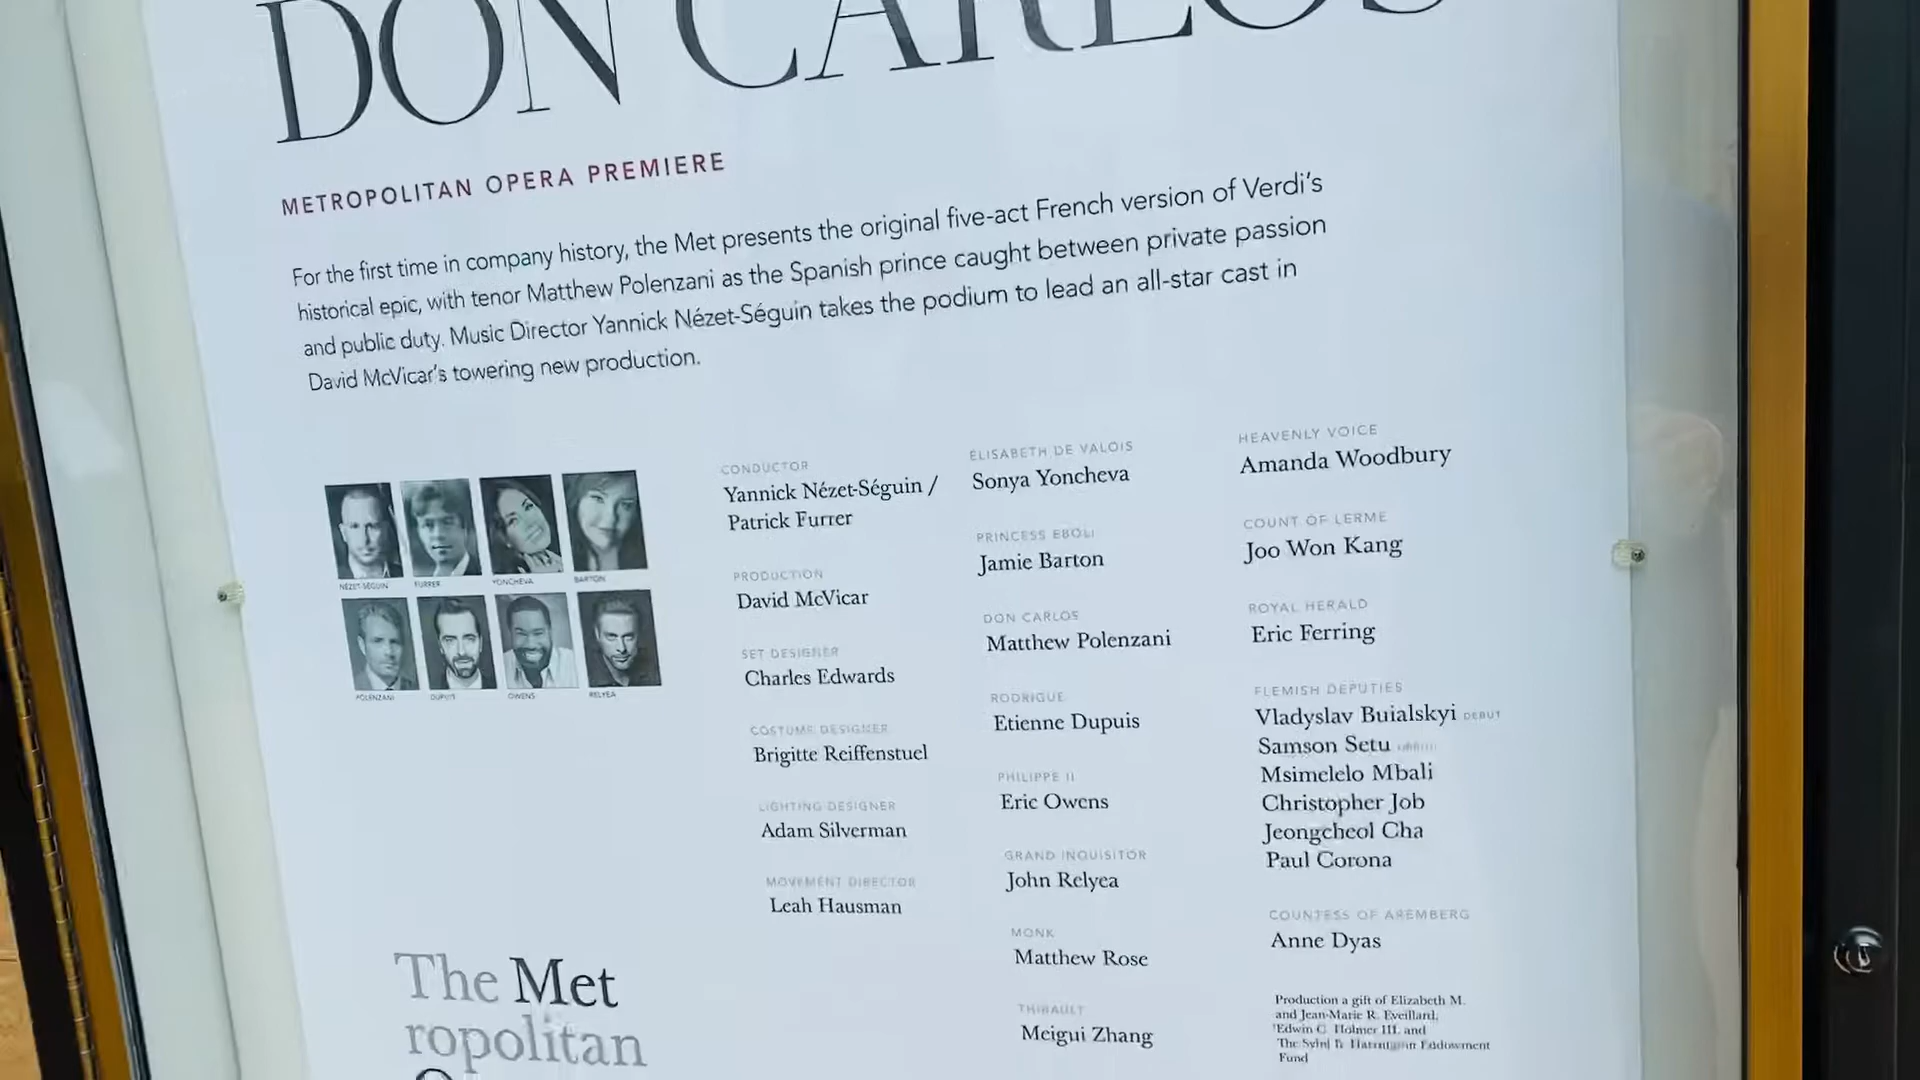 DON CARLOS
METROPOLITAN OPERA PREMIERE
For the first time in company history, the Met presents the original five-act French version of Verdi's
historical epic, with tenor Matthew Polenzani as the Spanish prince caught between private passion
and public duty. Music Director Yannick Nézet-Séguin takes the podium to lead an all-star cast in
David McVicar's towering new production.
NÉZET-SÉGUIN
FURRER
YONCHEVA
BARTON
POLENZANI
DUPUIS
OWENS
RELYEA
CONDUCTOR
Yannick Nézet-Séguin /
Patrick Furrer
PRODUCTION
David McVicar
SET DESIGNER
Charles Edwards
COSTUME DESIGNER
Brigitte Reiffenstuel
LIGHTING DESIGNER
Adam Silverman
MOVEMENT DIRECTOR
Leah Hausman
ÉLISABETH DE VALOIS
Sonya Yoncheva
PRINCESS EBOLI
Jamie Barton
DON CARLOS
Matthew Polenzani
RODRIGUE
Etienne Dupuis
PHILIPPE II
Eric Owens
GRAND INQUISITOR
John Relyea
MONK
Matthew Rose
THIBAULT
Meigui Zhang
HEAVENLY VOICE
Amanda Woodbury
COUNT OF LERME
Joo Won Kang
ROYAL HERALD
Eric Ferring
FLEMISH DEPUTIES
Vladyslav Buialskyi DEBUT
Samson Setu
Msimelelo Mbali
Christopher Job
Jeongcheol Cha
Paul Corona
COUNTESS OF AREMBERG
Anne Dyas
Production a gift of Elizabeth M.
and Jean-Marie R. Eveillard,
Edwin C. Holmer III, and
The Endowment
Fund
The Met
ropolitan